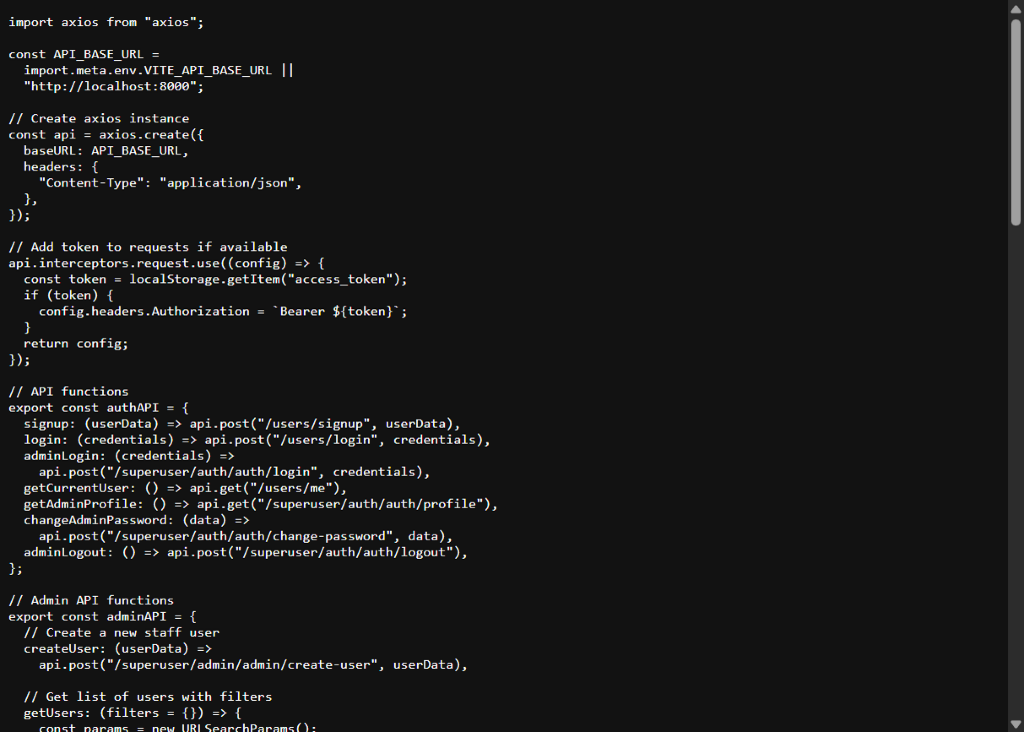 import axios from "axios";

const API_BASE_URL =
  import.meta.env.VITE_API_BASE_URL ||
  "http://localhost:8000";

// Create axios instance
const api = axios.create({
  baseURL: API_BASE_URL,
  headers: {
    "Content-Type": "application/json",
  },
});

// Add token to requests if available
api.interceptors.request.use((config) => {
  const token = localStorage.getItem("access_token");
  if (token) {
    config.headers.Authorization = `Bearer ${token}`;
  }
  return config;
});

// API functions
export const authAPI = {
  signup: (userData) => api.post("/users/signup", userData),
  login: (credentials) => api.post("/users/login", credentials),
  adminLogin: (credentials) =>
    api.post("/superuser/auth/auth/login", credentials),
  getCurrentUser: () => api.get("/users/me"),
  getAdminProfile: () => api.get("/superuser/auth/auth/profile"),
  changeAdminPassword: (data) =>
    api.post("/superuser/auth/auth/change-password", data),
  adminLogout: () => api.post("/superuser/auth/auth/logout"),
};

// Admin API functions
export const adminAPI = {
  // Create a new staff user
  createUser: (userData) =>
    api.post("/superuser/admin/admin/create-user", userData),

  // Get list of users with filters
  getUsers: (filters = {}) => {
    const params = new URLSearchParams();